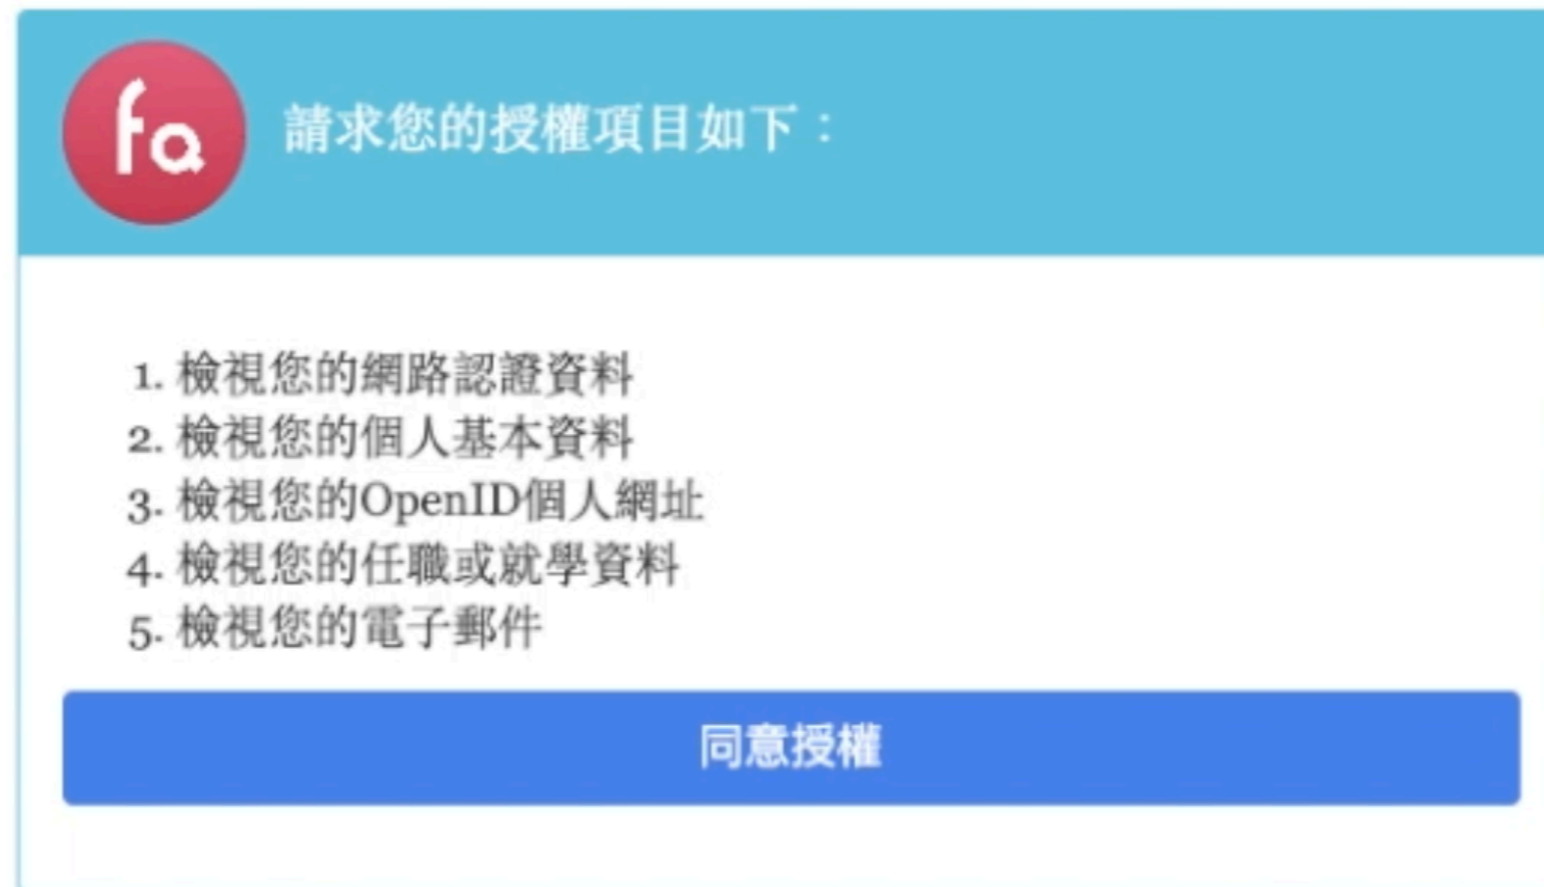 fa
請求您的授權項目如下：
1. 檢視您的網路認證資料
2. 檢視您的個人基本資料
3. 檢視您的OpenID個人網址
4. 檢視您的任職或就學資料
5. 檢視您的電子郵件
同意授權